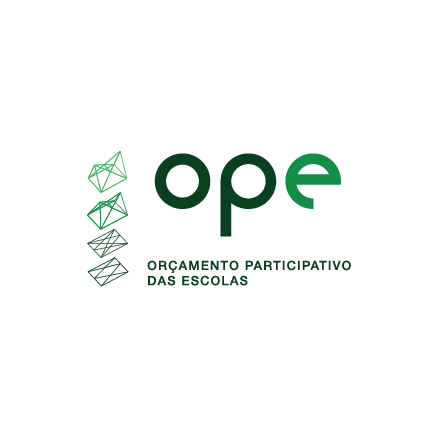 ope
ORÇAMENTO PARTICIPATIVO
DAS ESCOLAS